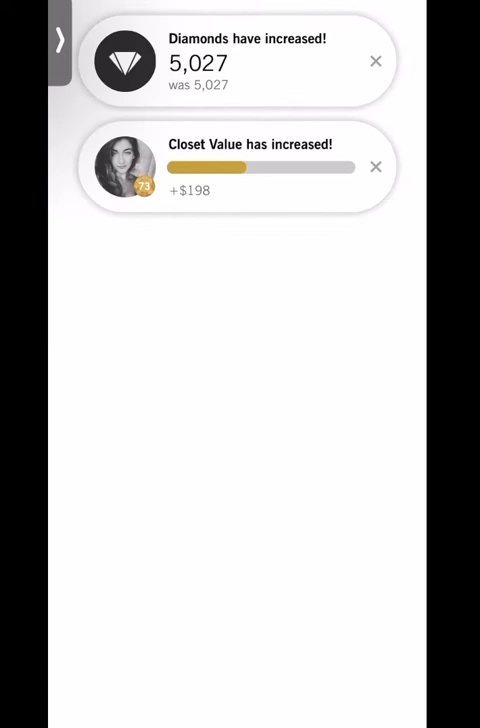 Diamonds have increased!
5,027
was 5,027
Closet Value has increased!
73
+$198